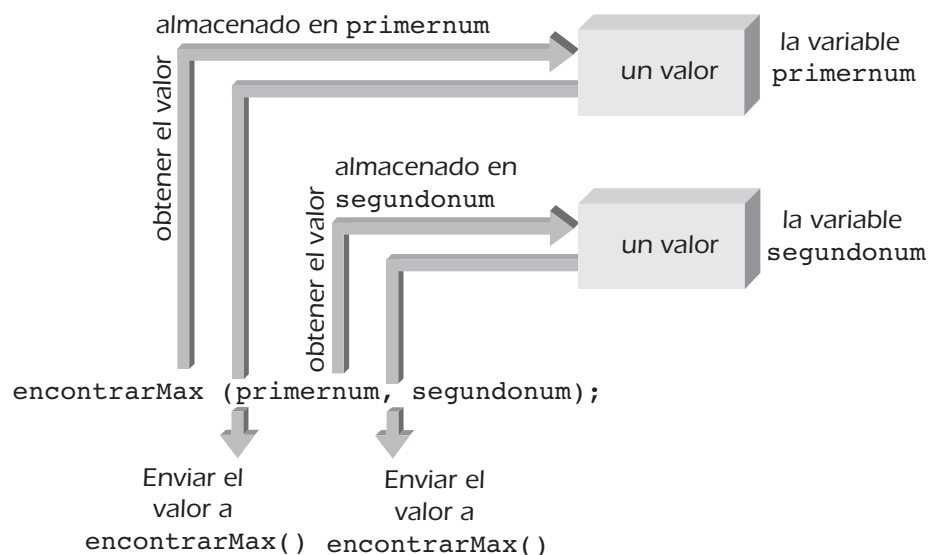 almacenado en primernum
obtener el valor
un valor
la variable
primernum
almacenado en
segundonum
obtener el valor
un valor
la variable
segundonum
encontrarMax (primernum, segundonum);
Enviar el
valor a
encontrarMax()
Enviar el
valor a
encontrarMax()